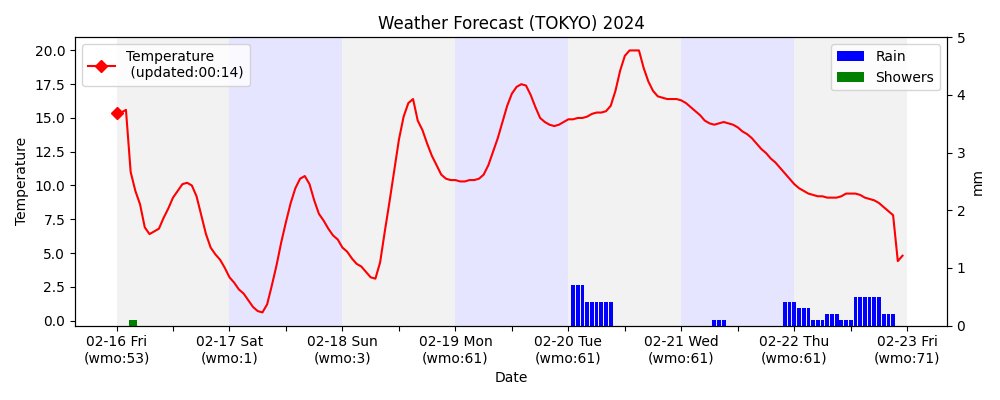 Weather Forecast (TOKYO) 2024
Temperature
(updated:00:14)
Rain
Showers
Temperature
20.0
17.5
15.0
12.5
10.0
7.5
5.0
2.5
0.0
5
4
3
2
1
0
mm
02-16 Fri
(wmo:53)
02-17 Sat
(wmo:1)
02-18 Sun
(wmo:3)
02-19 Mon
(wmo:61)
02-20 Tue
(wmo:61)
02-21 Wed
(wmo:61)
02-22 Thu
(wmo:61)
02-23 Fri
(wmo:71)
Date